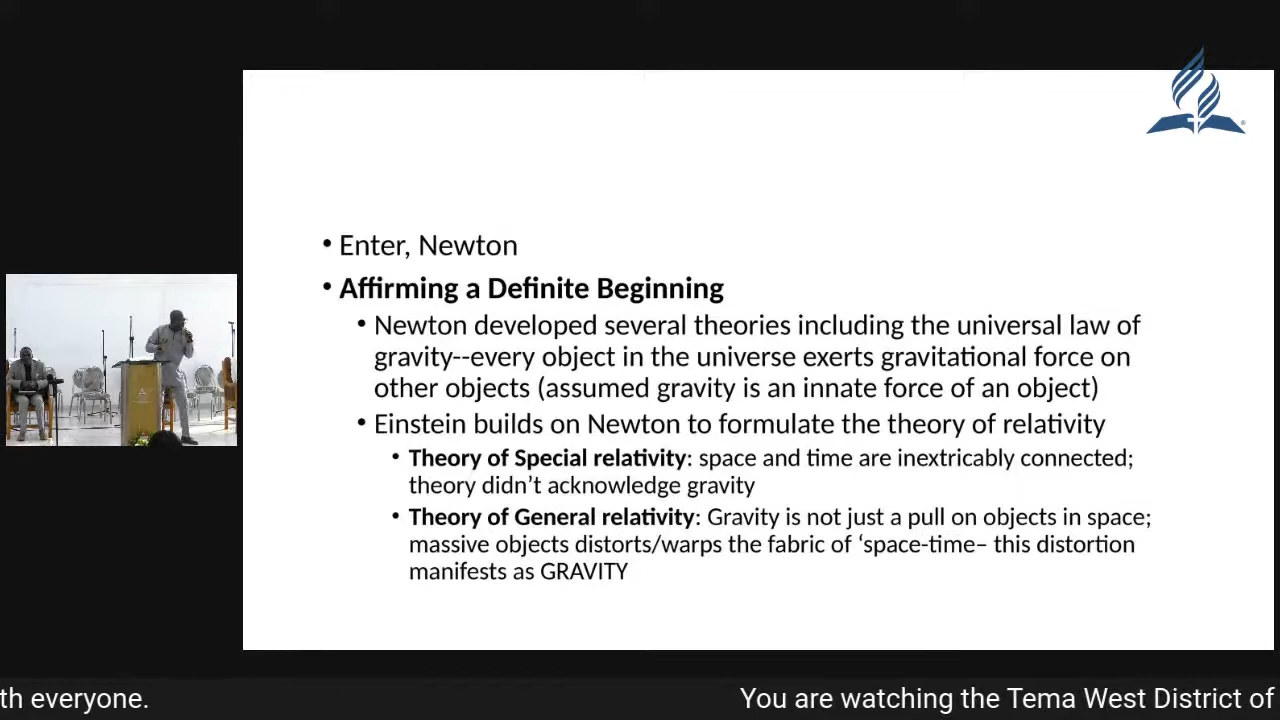 • Enter, Newton
• Affirming a Definite Beginning
• Newton developed several theories including the universal law of
gravity--every object in the universe exerts gravitational force on
other objects (assumed gravity is an innate force of an object)
• Einstein builds on Newton to formulate the theory of relativity
• Theory of Special relativity: space and time are inextricably connected;
theory didn’t acknowledge gravity
• Theory of General relativity: Gravity is not just a pull on objects in space;
massive objects distorts/warps the fabric of ‘space-time– this distortion
manifests as GRAVITY
th everyone.
You are watching the Tema West District of